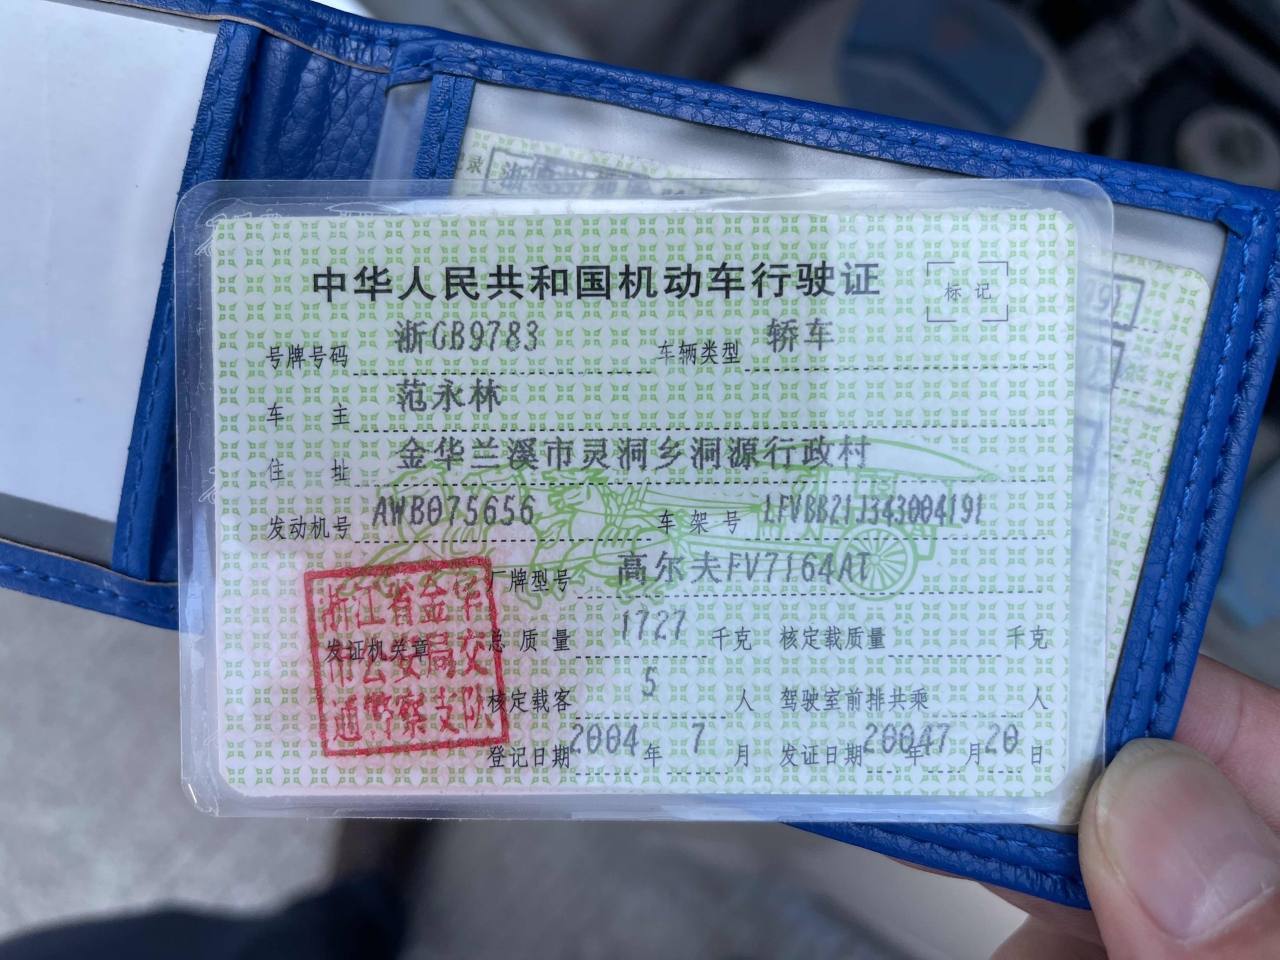 中华人民共和国机动车行驶证
标记
号牌号码 浙GB9783 车辆类型 轿车
车主 范永林
住址 金华兰溪市灵洞乡洞源行政村
发动机号 AWB075656 车架号 LFVBB21J343004191
厂牌型号 高尔夫FV7164AT
总质量 1727 千克 核定载质量 千克
核定载客 5 人 驾驶室前排共乘 人
登记日期 2004 年 7 月 发证日期 2004 年 7 月 20 日
发证机关章
浙江省金华
市公安局交
通警察支队